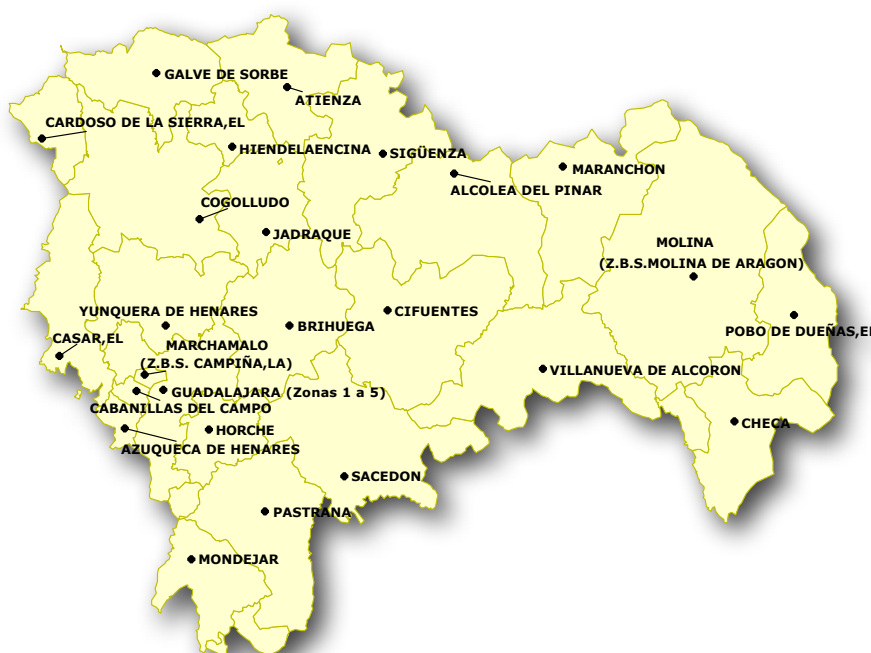 GALVE DE SORBE
ATIENZA
CARDOSO DE LA SIERRA,EL
HIENDELAENCINA
SIGÜENZA
MARANCHON
ALCOLEA DEL PINAR
COGOLLUDO
JADRAQUE
MOLINA
(Z.B.S.MOLINA DE ARAGON)
YUNQUERA DE HENARES
CIFUENTES
BRIHUEGA
POBO DE DUEÑAS,EL
CASAR,EL
MARCHAMALO
(Z.B.S. CAMPIÑA,LA)
VILLANUEVA DE ALCORON
GUADALAJARA (Zonas 1 a 5)
CABANILLAS DEL CAMPO
CHECA
HORCHE
AZUQUECA DE HENARES
SACEDON
PASTRANA
MONDEJAR